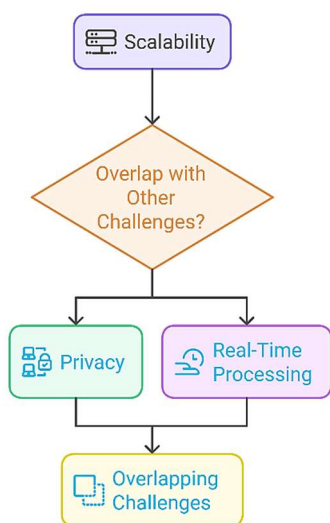 Scalability
Overlap with
Other
Challenges?
Privacy
Real-Time
Processing
Overlapping
Challenges